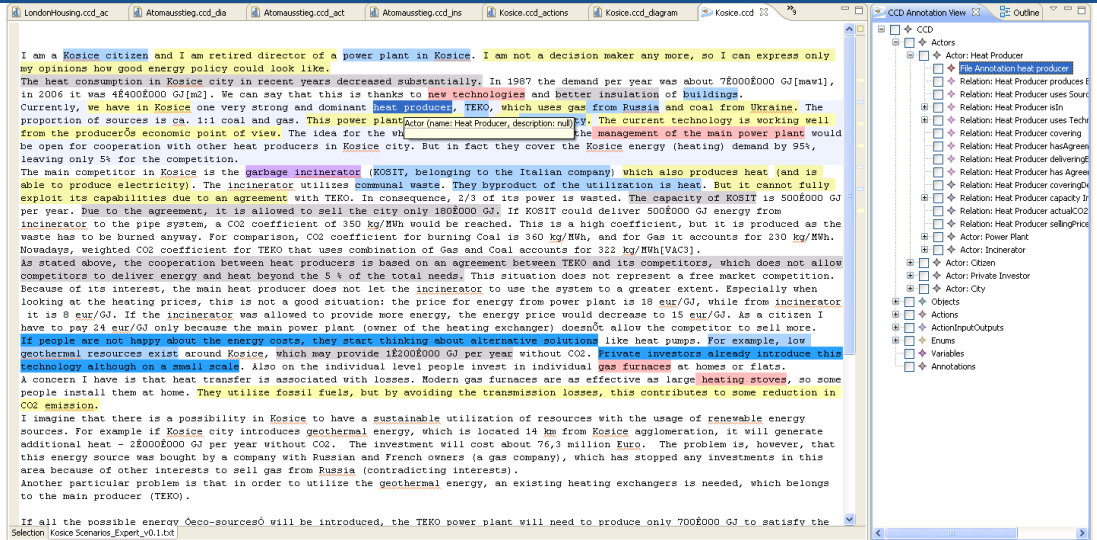 LondonHousing.ccd_ac
Atomausstieg.ccd_dia
Atomausstieg.ccd_act
Atomausstieg.ccd_ins
Kosice.ccd_actions
Kosice.ccd_diagram
Kosice.ccd
»9
I am a Kosice citizen and I am retired director of a power plant in Kosice. I am not a decision maker any more, so I can express only
my opinions how good energy policy could look like.
The heat consumption in Kosice city in recent years decreased substantially. In 1987 the demand per year was about 7É000É000 GJ[maw1],
in 2006 it was 4É400É000 GJ[m2]. We can say that this is thanks to new technologies and better insulation of buildings.
Currently, we have in Kosice one very strong and dominant heat producer, TEKO, which uses gas from Russia and coal from Ukraine. The
proportion of sources is ca. 1:1 coal and gas. This power plant
y. The current technology is working well
Actor (name: Heat Producer, description: null)
from the producerÕs economic point of view. The idea for the wh
the management of the main power plant would
be open for cooperation with other heat producers in Kosice city. But in fact they cover the Kosice energy (heating) demand by 95%,
leaving only 5% for the competition.
The main competitor in Kosice is the garbage incinerator (KOSIT, belonging to the Italian company) which also produces heat (and is
able to produce electricity). The incinerator utilizes communal waste. They byproduct of the utilization is heat. But it cannot fully
exploit its capabilities due to an agreement with TEKO. In consequence, 2/3 of its power is wasted. The capacity of KOSIT is 500É000 GJ
per year. Due to the agreement, it is allowed to sell the city only 180É000 GJ. If KOSIT could deliver 500É000 GJ energy from
incinerator to the pipe system, a CO2 coefficient of 350 kg/MWh would be reached. This is a high coefficient, but it is produced as the
waste has to be burned anyway. For comparison, CO2 coefficient for burning Coal is 360 kg/MWh, and for Gas it accounts for 230 kg/MWh.
Nowadays, weighted CO2 coefficient for TEKO that uses combination of Gas and Coal accounts for 322 kg/MWh[VAC3].
As stated above, the cooperation between heat producers is based on an agreement between TEKO and its competitors, which does not allow
competitors to deliver energy and heat beyond the 5 % of the total needs. This situation does not represent a free market competition.
Because of its interest, the main heat producer does not let the incinerator to use the system to a greater extent. Especially when
looking at the heating prices, this is not a good situation: the price for energy from power plant is 18 eur/GJ, while from incinerator
it is 8 eur/GJ. If the incinerator was allowed to provide more energy, the energy price would decrease to 15 eur/GJ. As a citizen I
have to pay 24 eur/GJ only because the main power plant (owner of the heating exchanger) doesnÕt allow the competitor to sell more.
If people are not happy about the energy costs, they start thinking about alternative solutions like heat pumps. For example, low
geothermal resources exist around Kosice, which may provide 1É200É000 GJ per year without CO2. Private investors already introduce this
technology although on a small scale. Also on the individual level people invest in individual gas furnaces at homes or flats.
A concern I have is that heat transfer is associated with losses. Modern gas furnaces are as effective as large heating stoves, so some
people install them at home. They utilize fossil fuels, but by avoiding the transmission losses, this contributes to some reduction in
CO2 emission.
I imagine that there is a possibility in Kosice to have a sustainable utilization of resources with the usage of renewable energy
sources. For example if Kosice city introduces geothermal energy, which is located 14 km from Kosice agglomeration, it will generate
additional heat - 2É000É000 GJ per year without CO2.  The investment will cost about 76,3 million Euro.  The problem is, however, that
this energy source was bought by a company with Russian and French owners (a gas company), which has stopped any investments in this
area because of other interests to sell gas from Russia (contradicting interests).
Another particular problem is that in order to utilize the geothermal energy, an existing heating exchangers is needed, which belongs
to the main producer (TEKO).
If all the possible energy Òeco-sourcesÓ will be introduced, the TEKO power plant will need to produce only 700É000 GJ to satisfy the
Selection
Kosice Scenarios_Expert_v0.1.txt
CCD Annotation View
Outline
CCD
Actors
Actor: Heat Producer
File Annotation heat producer
Relation: Heat Producer produces E
Relation: Heat Producer uses Sourc
Relation: Heat Producer isIn
Relation: Heat Producer uses Techr
Relation: Heat Producer covering
Relation: Heat Producer hasAgreen
Relation: Heat Producer deliveringE
Relation: Heat Producer has Agreer
Relation: Heat Producer coveringDe
Relation: Heat Producer capacity Ir
Relation: Heat Producer actualCO2
Relation: Heat Producer sellingPrice
Actor: Power Plant
Actor: Incinerator
Actor: Citizen
Actor: Private Investor
Actor: City
Objects
Actions
ActionInputOutputs
Enums
Variables
Annotations